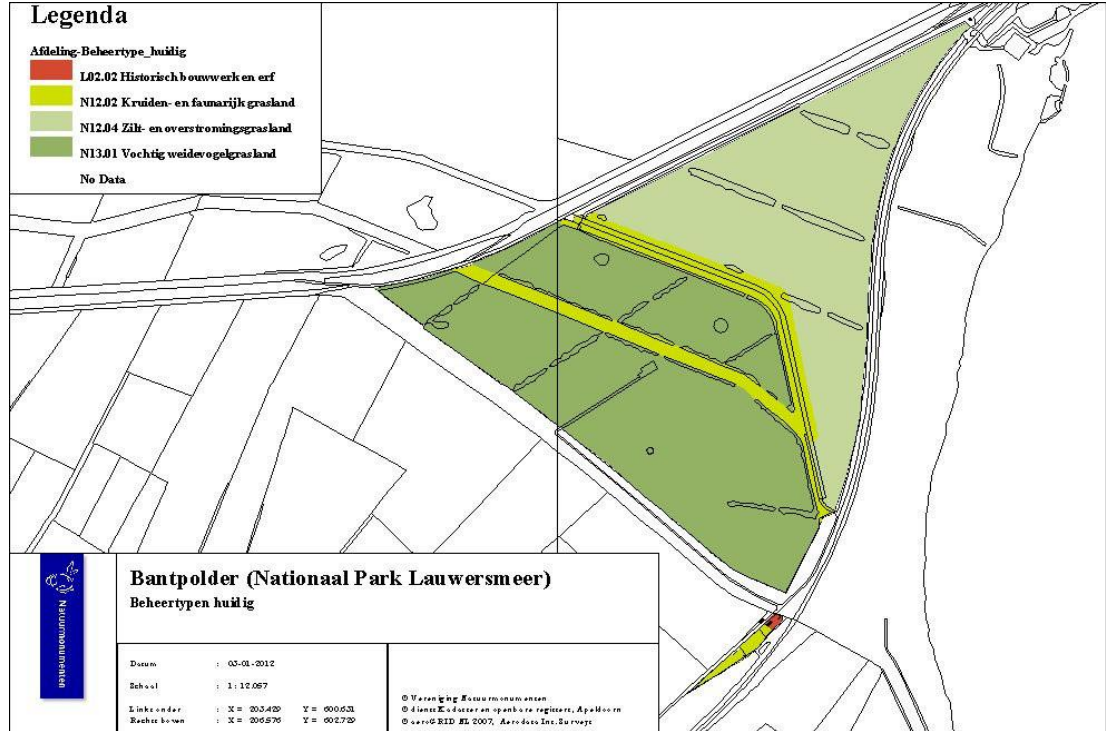 Legenda
Afdeling-Beheertype_huidig
L02.02 Historisch bouwwerk en erf
N12.02 Kruiden- en faunarijk grasland
N12.04 Zilt- en overstromingsgrasland
N13.01 Vochtig weidevogelgrasland
No Data
Natuurmonumenten
Bantpolder (Nationaal Park Lauwersmeer)
Beheertypen huidig
Datum : 03-01-2012
Schaal : 1: 12.067
Links onder : X = 203.429 Y = 600.631
Rechts boven : X = 206.976 Y = 602.729
© Vereniging Natuurmonumenten
© dienst Kadaster en openbare registers, Apeldoorn
© aeroGRID NL 2007, Aerodata Int. Surveys